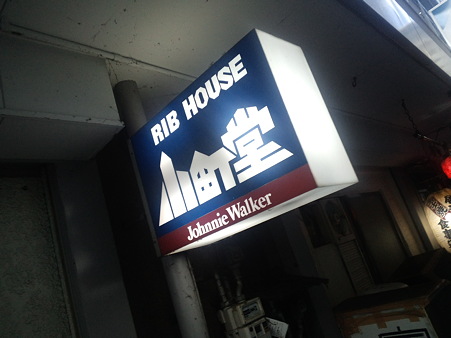 RIB HOUSE
小町堂
Johnnie Walker